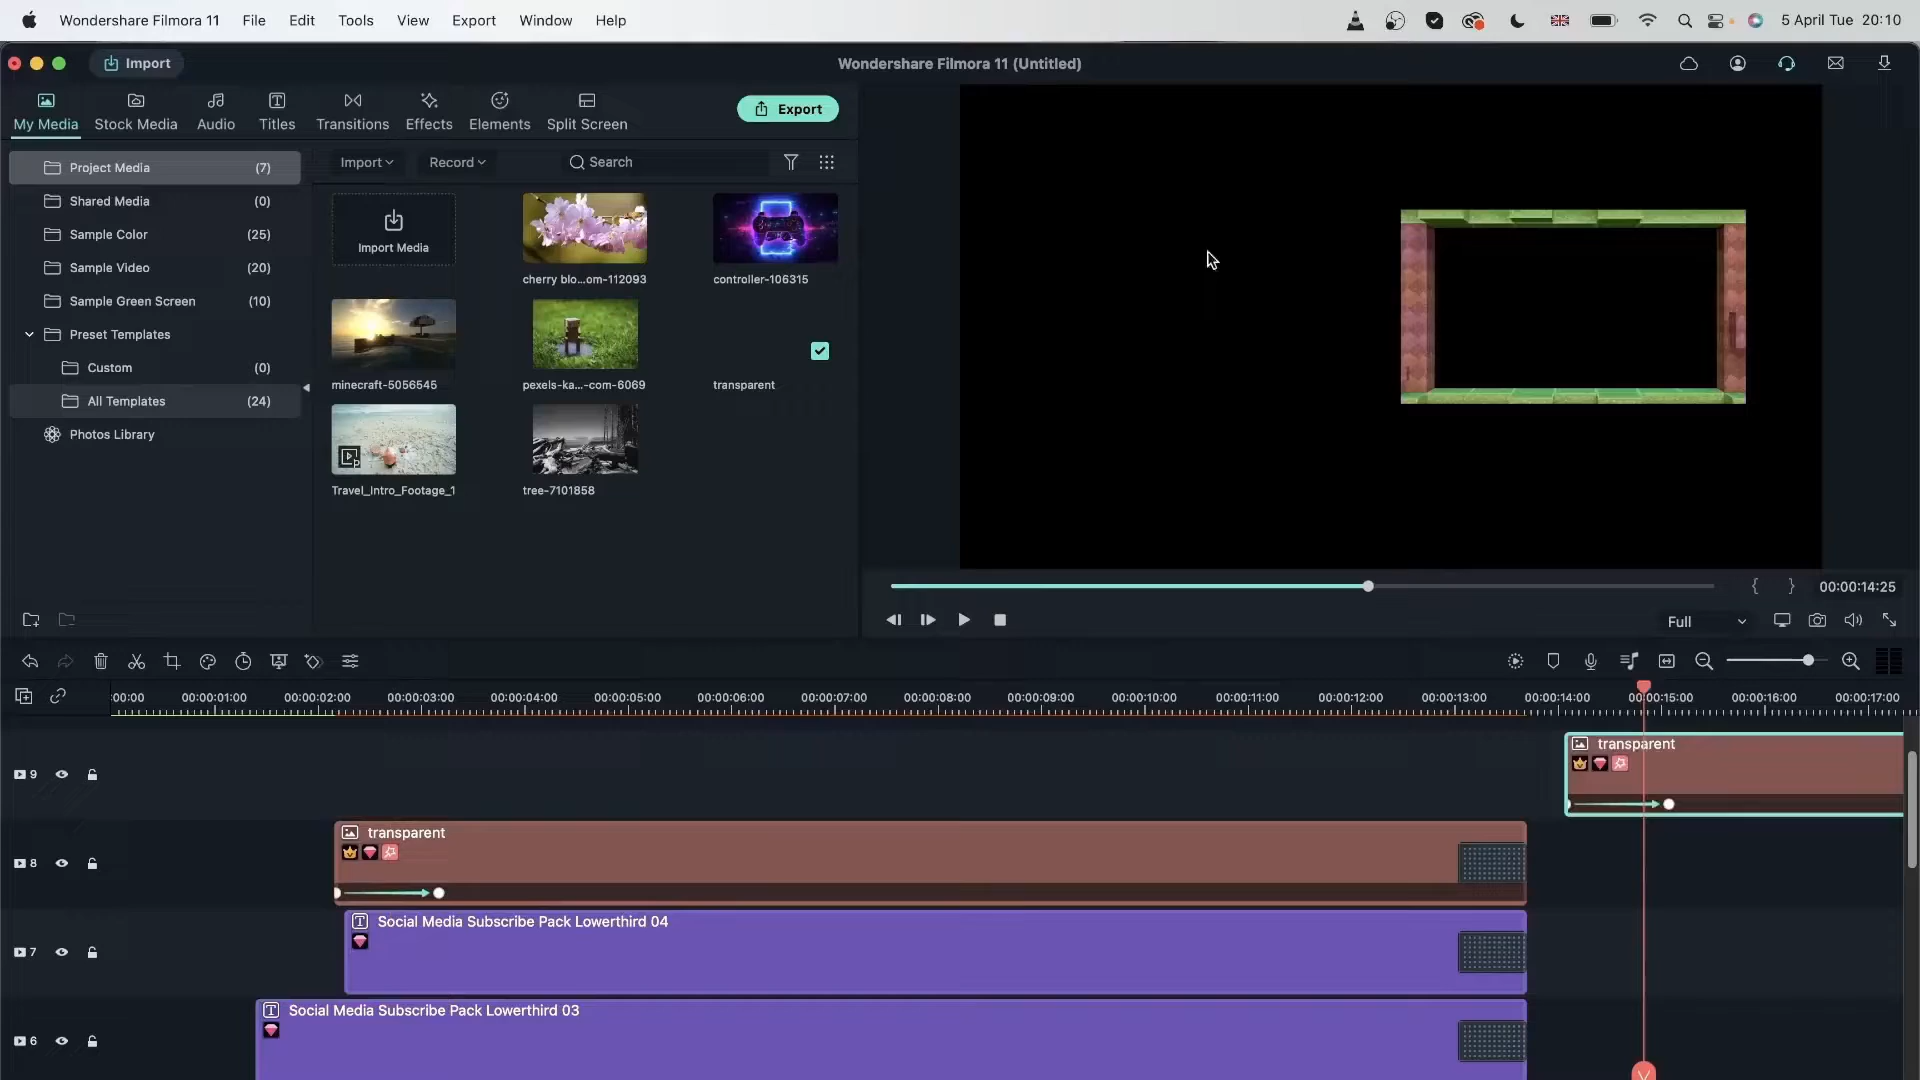 Wondershare Filmora 11 File Edit Tools View Export Window Help 5 April Tue 20:10
Import Wondershare Filmora 11 (Untitled)
My Media Stock Media Audio Titles Transitions Effects Elements Split Screen Export
Project Media (7)
Shared Media (0)
Sample Color (25)
Sample Video (20)
Sample Green Screen (10)
Preset Templates
Custom (0)
All Templates (24)
Photos Library
Import Record Search
Import Media
cherry blo...om-112093
controller-106315
minecraft-5056545
pexels-ka...-com-6069
transparent
Travel_Intro_Footage_1
tree-7101858
{ } 00:00:14:25
Full
:00:00 00:00:01:00 00:00:02:00 00:00:03:00 00:00:04:00 00:00:05:00 00:00:06:00 00:00:07:00 00:00:08:00 00:00:09:00 00:00:10:00 00:00:11:00 00:00:12:00 00:00:13:00 00:00:14:00 00:00:15:00 00:00:16:00 00:00:17:00
9 transparent
8 transparent
7 Social Media Subscribe Pack Lowerthird 04
6 Social Media Subscribe Pack Lowerthird 03